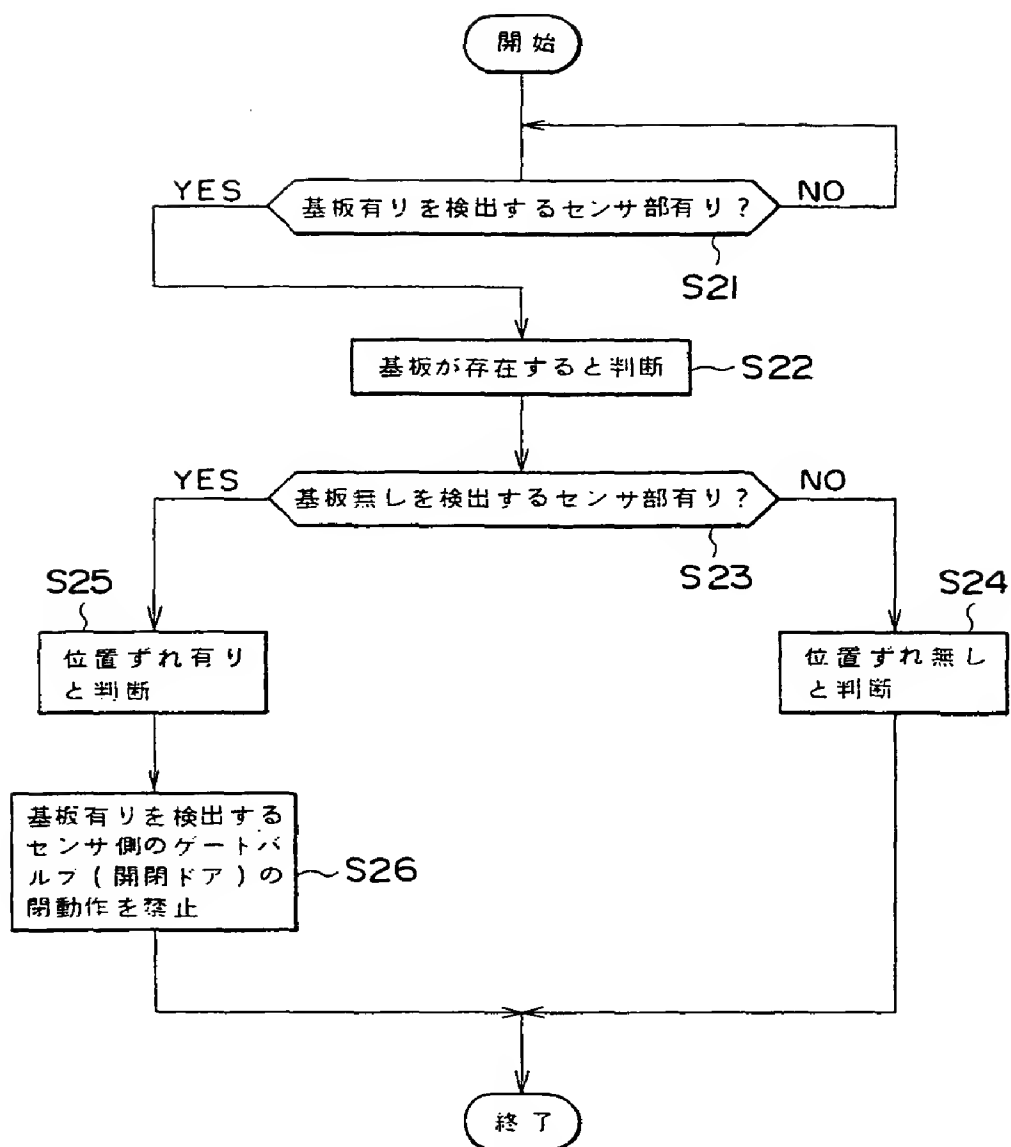 開始
YES
NO
基板有りを検出するセンサ部有り？
S21
基板が存在すると判断
S22
YES
NO
基板無しを検出するセンサ部有り？
S23
S25
S24
位置ずれ有り
と判断
位置ずれ無し
と判断
基板有りを検出する
センサ側のゲートバ
ルブ(開閉ドア)の
閉動作を禁止
S26
終了